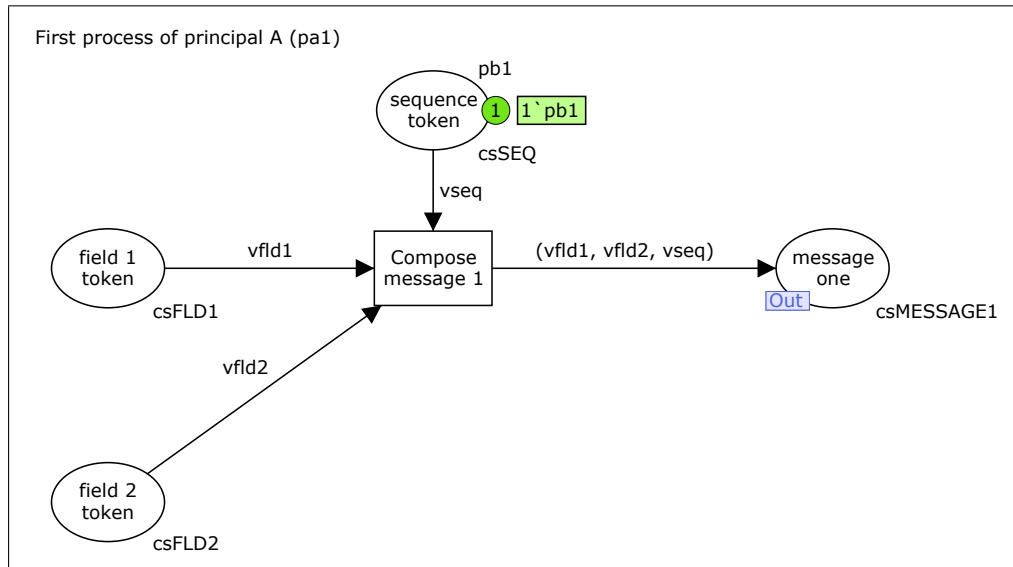 First process of principal A (pa1)
pb1
sequence
token
1
1`pb1
csSEQ
vseq
field 1
token
csFLD1
vfld1
Compose
message 1
(vfld1, vfld2, vseq)
message
one
Out
csMESSAGE1
vfld2
field 2
token
csFLD2